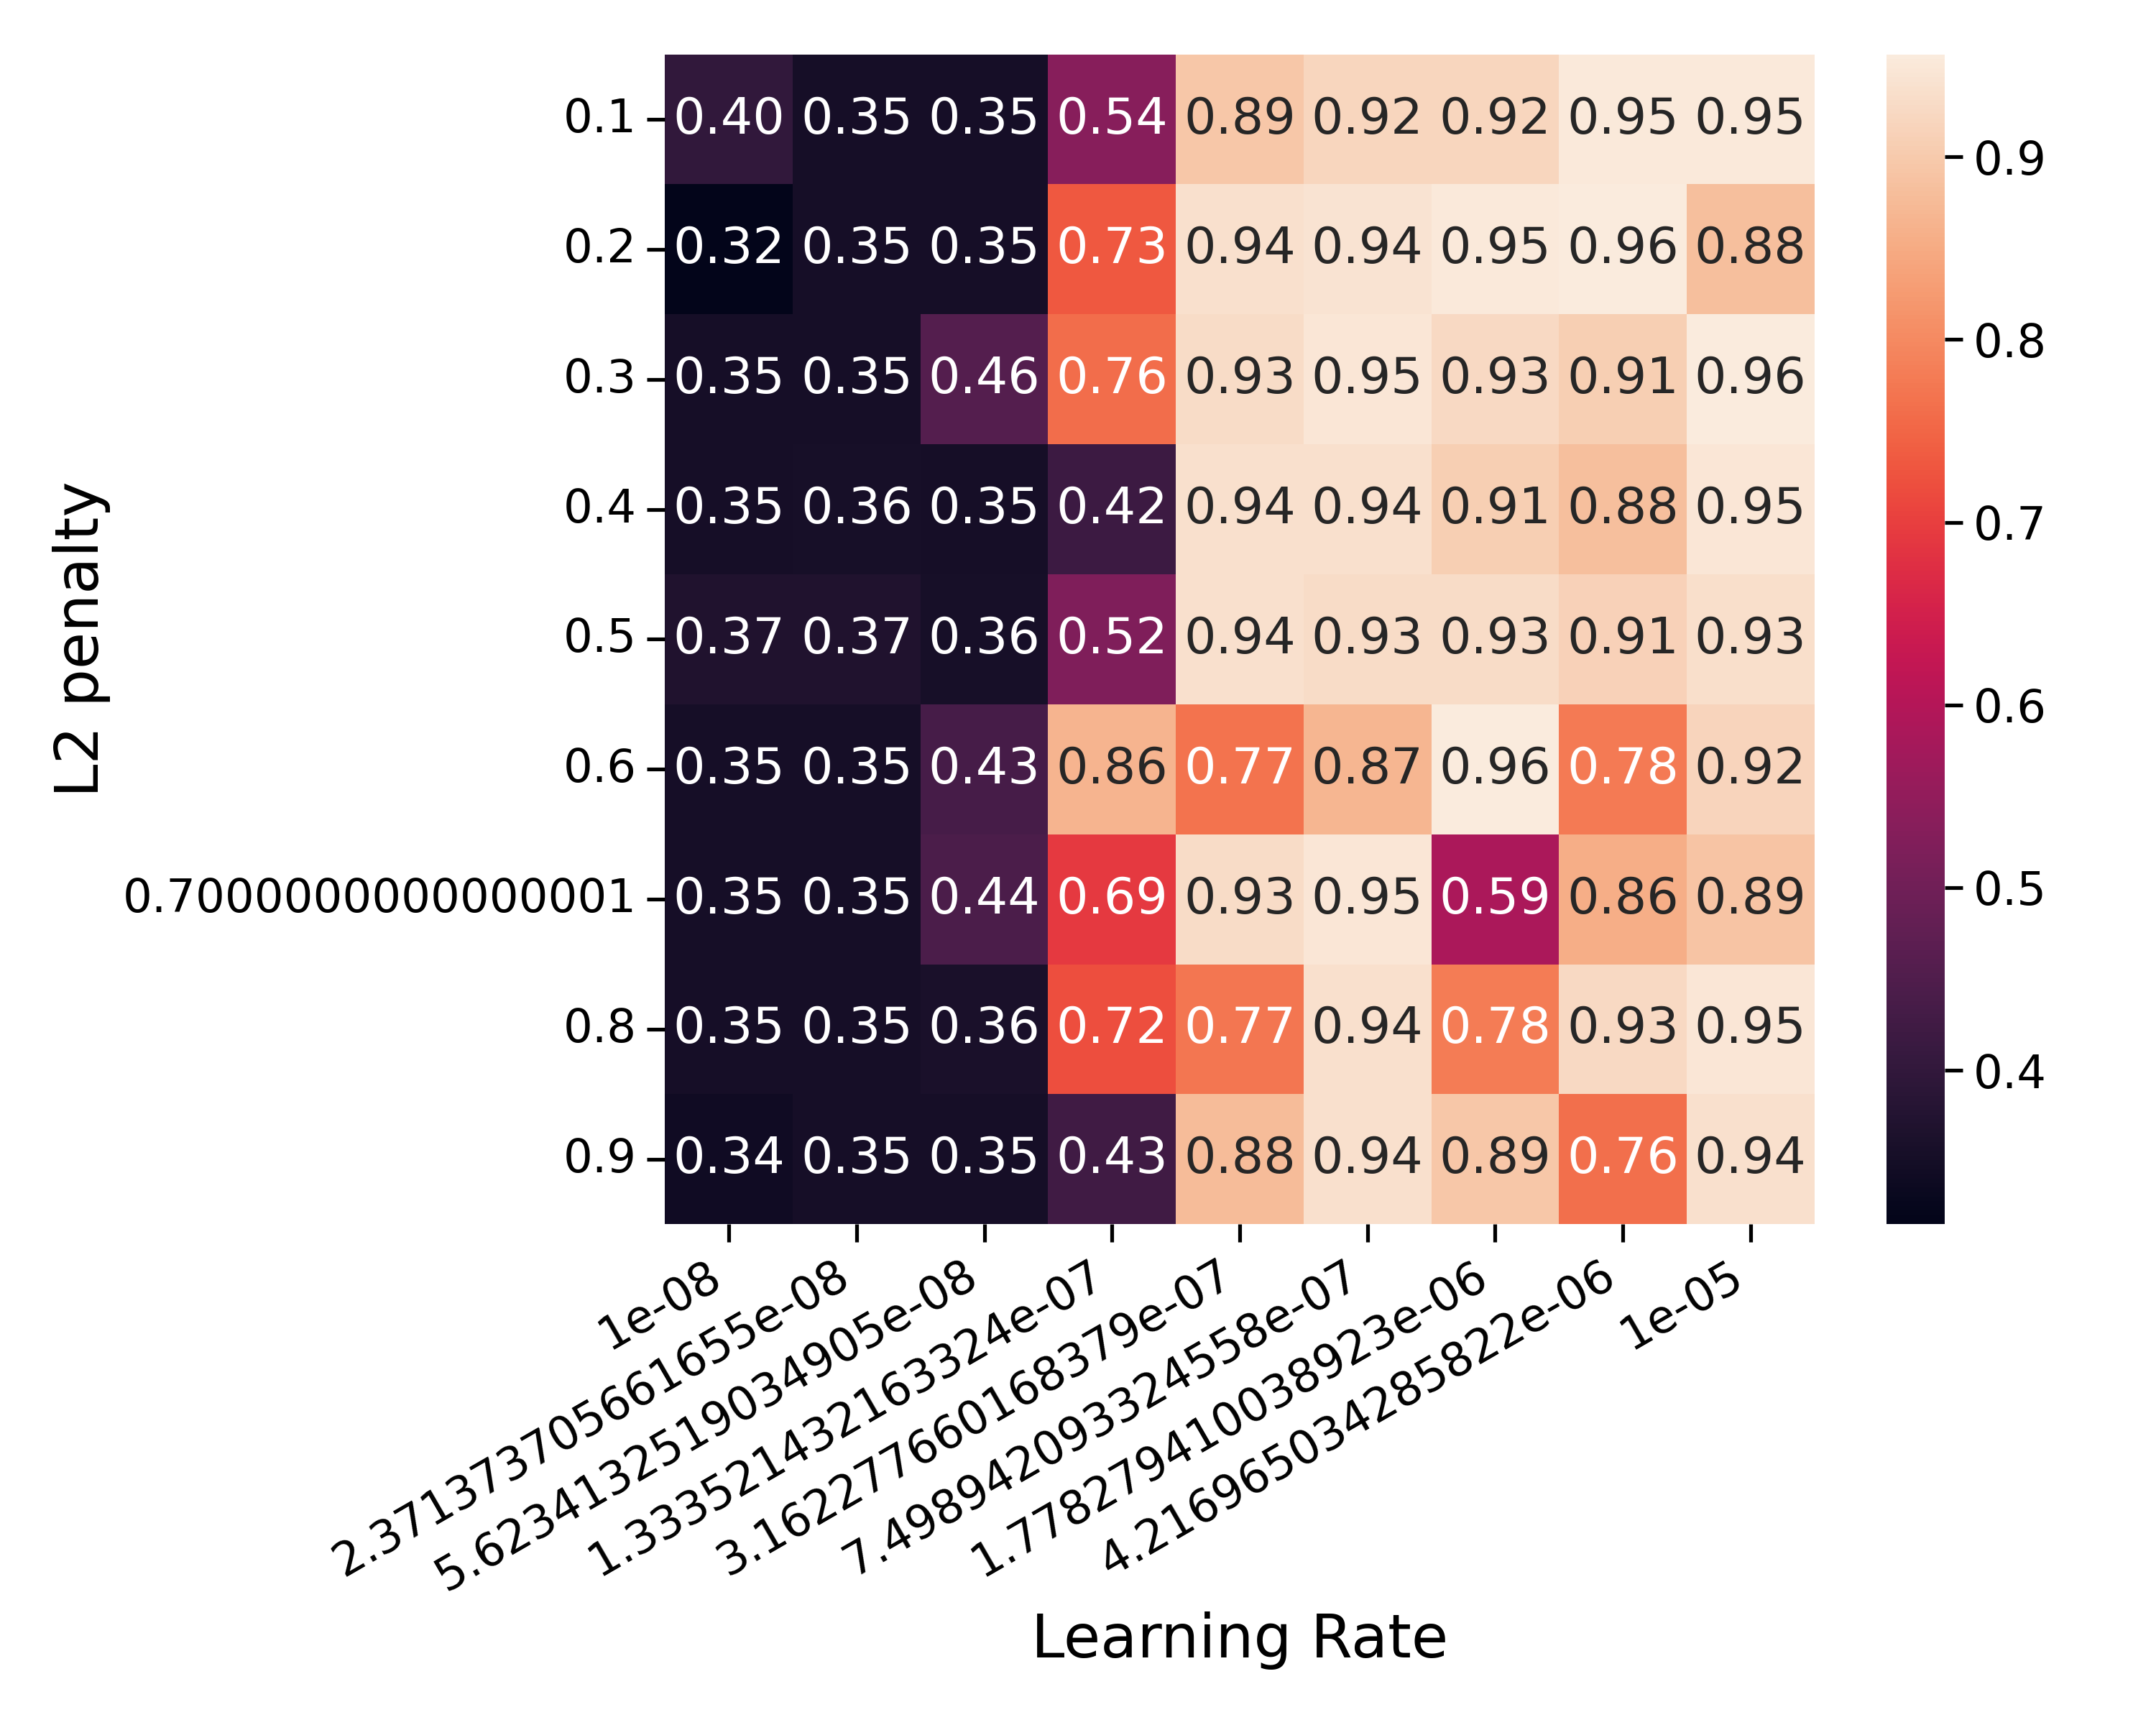 L2 penalty
0.1 0.40 0.35 0.35 0.54 0.89 0.92 0.92 0.95 0.95
0.2 0.32 0.35 0.35 0.73 0.94 0.94 0.95 0.96 0.88
0.3 0.35 0.35 0.46 0.76 0.93 0.95 0.93 0.91 0.96
0.4 0.35 0.36 0.35 0.42 0.94 0.94 0.91 0.88 0.95
0.5 0.37 0.37 0.36 0.52 0.94 0.93 0.93 0.91 0.93
0.6 0.35 0.35 0.43 0.86 0.77 0.87 0.96 0.78 0.92
0.7000000000000001 0.35 0.35 0.44 0.69 0.93 0.95 0.59 0.86 0.89
0.8 0.35 0.35 0.36 0.72 0.77 0.94 0.78 0.93 0.95
0.9 0.34 0.35 0.35 0.43 0.88 0.94 0.89 0.76 0.94
1e-08
2.371373705661655e-08
5.623413251903490​5e-08
1.3335214321633324e-07
3.162277660168379e-07
7.498942093324558e-07
1.7782794100389​23e-06
4.216965034285822e-06
1e-05
Learning Rate
0.9
0.8
0.7
0.6
0.5
0.4